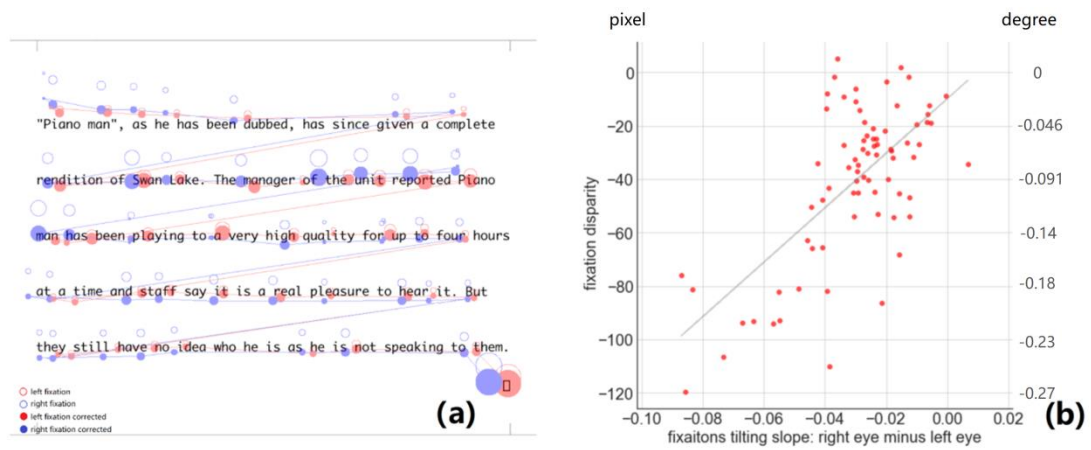 "Piano man", as he has been dubbed, has since given a complete
rendition of Swan Lake. The manager of the unit reported Piano
man has been playing to a very high quality for up to four hours
at a time and staff say it is a real pleasure to hear it. But
they still have no idea who he is as he is not speaking to them.
left fixation
right fixation
left fixation corrected
right fixation corrected
(a)
pixel
degree
0
−20
−40
−60
−80
−100
−120
fixation disparity
0
-0.046
-0.091
-0.14
-0.18
-0.23
-0.27
−0.10
−0.08
−0.06
−0.04
−0.02
0.00
0.02
fixaitons tilting slope: right eye minus left eye
(b)